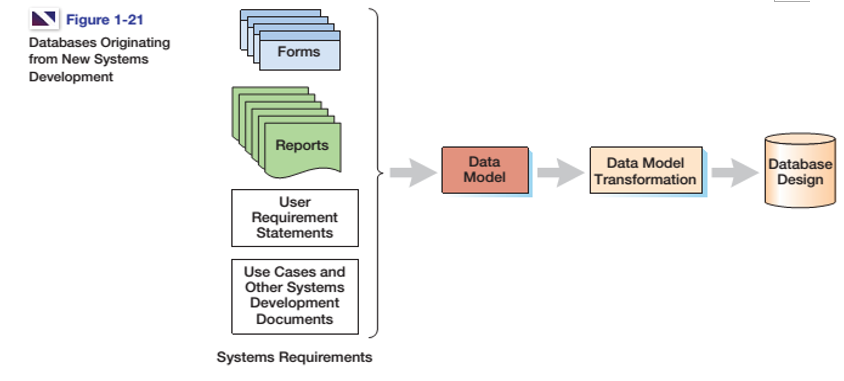 Figure 1-21
Databases Originating
from New Systems
Development
Forms
Reports
User
Requirement
Statements
Use Cases and
Other Systems
Development
Documents
Systems Requirements
Data
Model
Data Model
Transformation
Database
Design